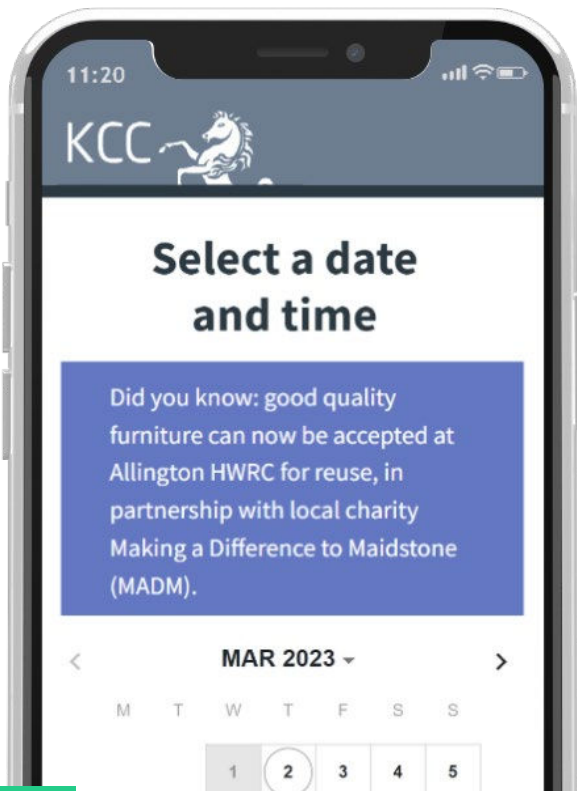 11:20
KCC
Select a date
and time
Did you know: good quality
furniture can now be accepted at
Allington HWRC for reuse, in
partnership with local charity
Making a Difference to Maidstone
(MADM).
< MAR 2023 >
M T W T F S S
1 2 3 4 5